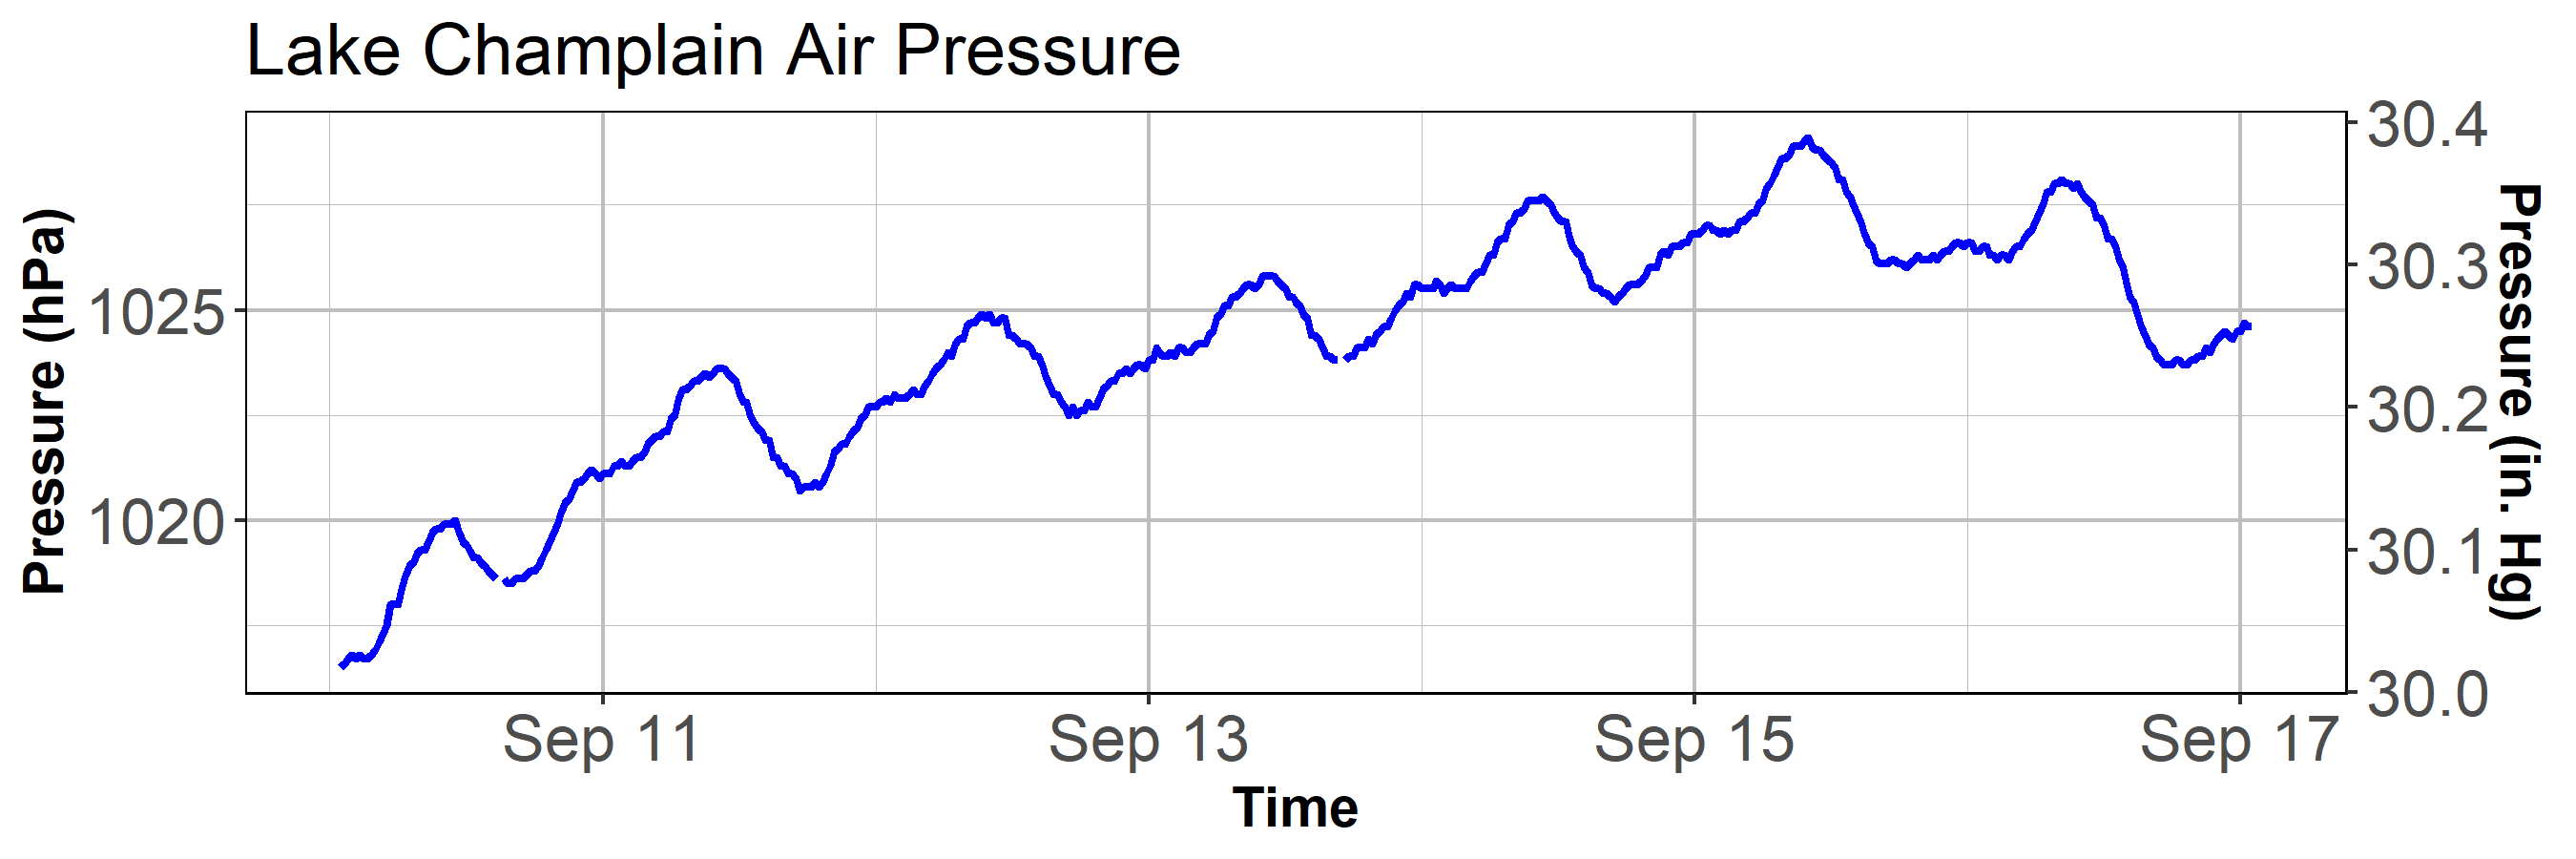 Lake Champlain Air Pressure
Pressure (hPa)
1025
1020
30.4
30.3
30.2
30.1
30.0
Pressure (in. Hg)
Sep 11
Sep 13
Sep 15
Sep 17
Time